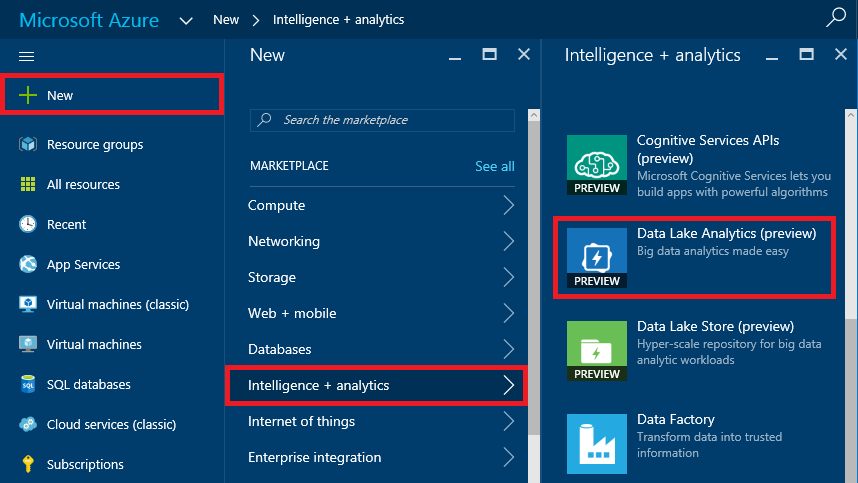 Microsoft Azure New Intelligence + analytics
New
Resource groups
All resources
Recent
App Services
Virtual machines (classic)
Virtual machines
SQL databases
Cloud services (classic)
Subscriptions
New
Search the marketplace
MARKETPLACE See all
Compute
Networking
Storage
Web + mobile
Databases
Intelligence + analytics
Internet of things
Enterprise integration
Intelligence + analytics
Cognitive Services APIs
(preview)
Microsoft Cognitive Services lets you
build apps with powerful algorithms
PREVIEW
Data Lake Analytics (preview)
Big data analytics made easy
PREVIEW
Data Lake Store (preview)
Hyper-scale repository for big data
analytic workloads
PREVIEW
Data Factory
Transform data into trusted
information
SQL